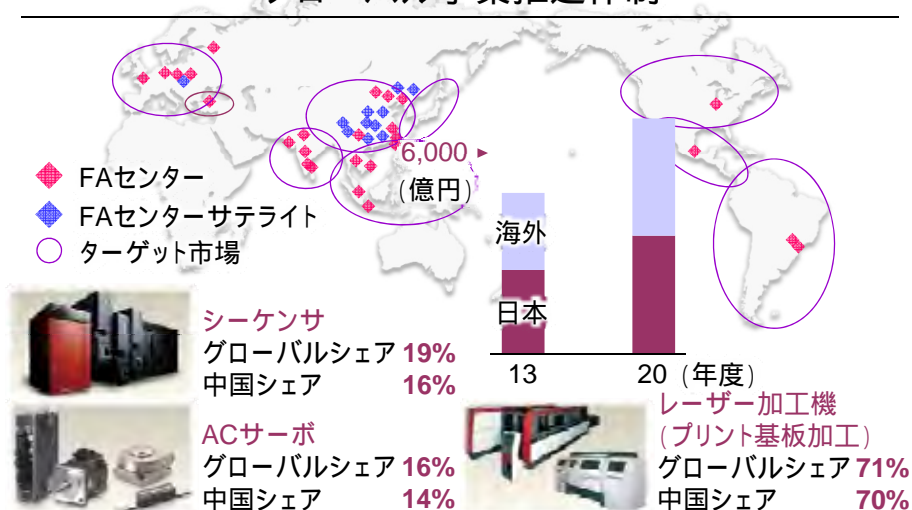 FAセンター
FAセンターサテライト
ターゲット市場
6,000
(億円)
海外
日本
13
20 (年度)
シーケンサ
グローバルシェア 19%
中国シェア 16%
ACサーボ
グローバルシェア 16%
中国シェア 14%
レーザー加工機
(プリント基板加工)
グローバルシェア 71%
中国シェア 70%